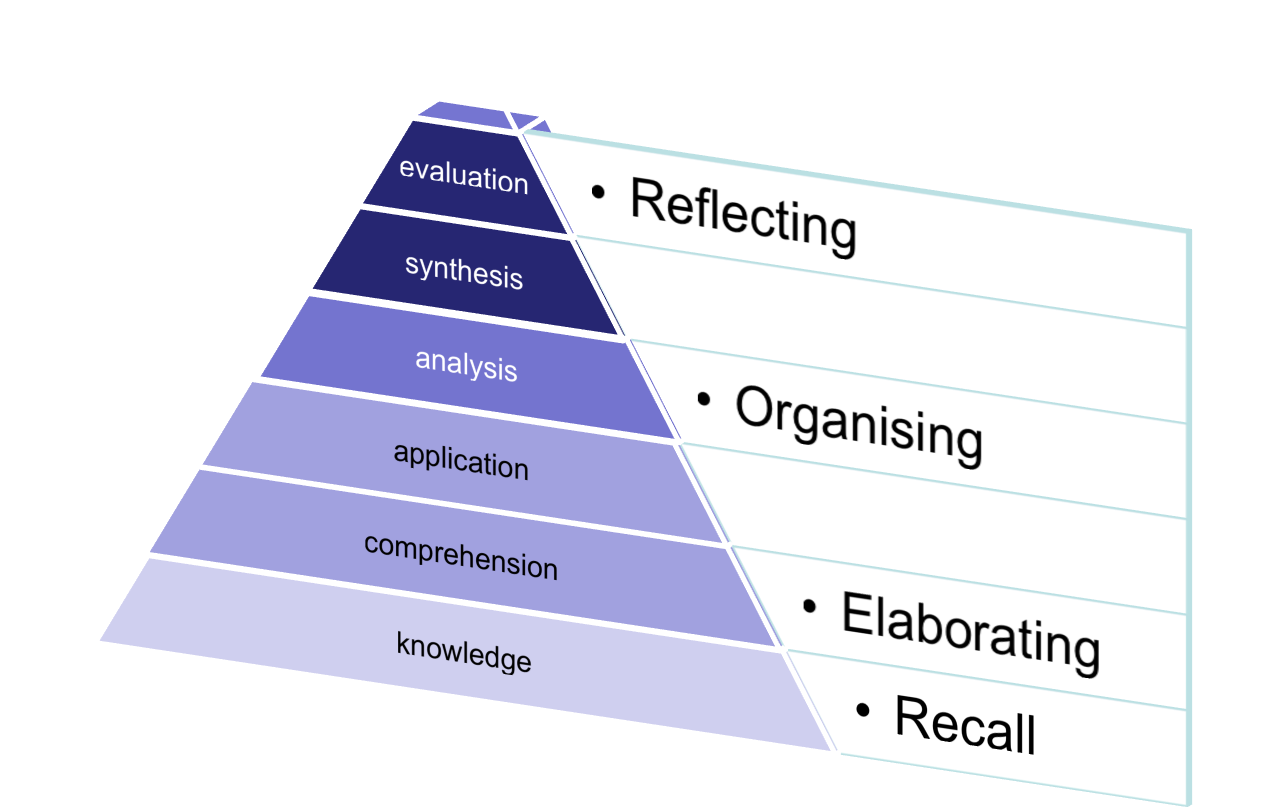 evaluation
• Reflecting
synthesis
analysis
• Organising
application
comprehension
• Elaborating
knowledge
• Recall